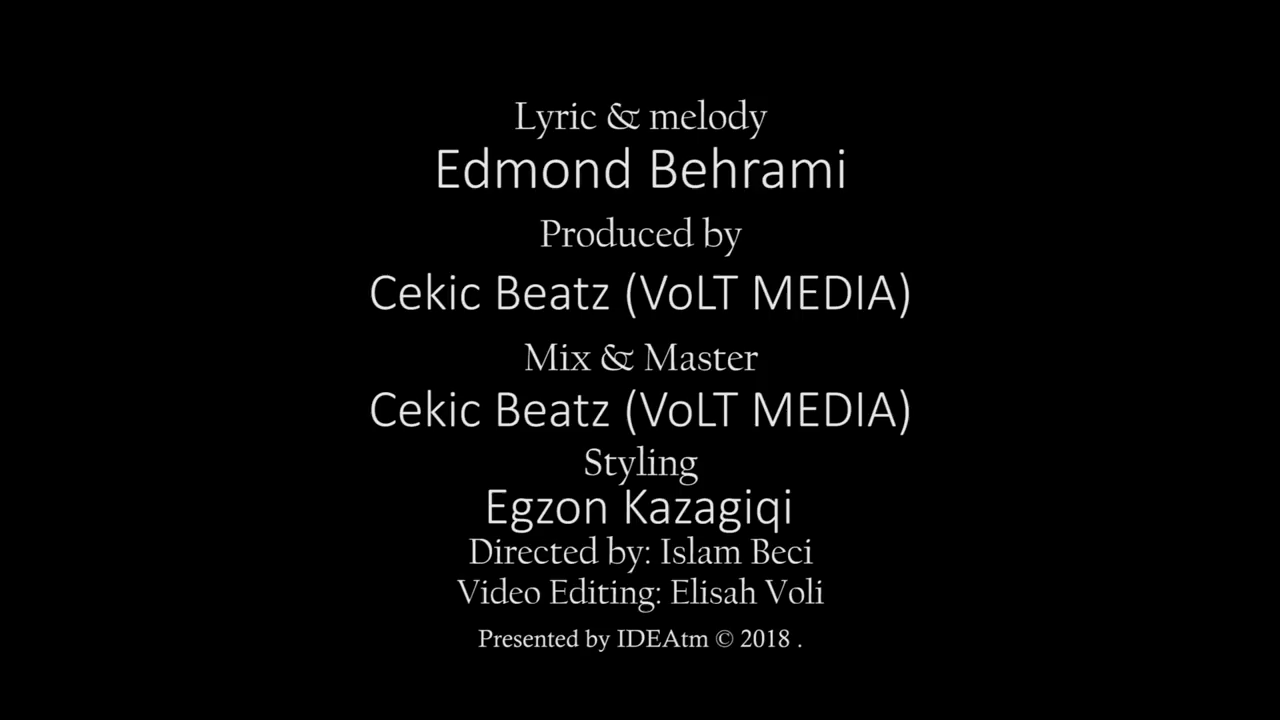 Lyric & melody
Edmond Behrami
Produced by
Cekic Beatz (VoLT MEDIA)
Mix & Master
Cekic Beatz (VoLT MEDIA)
Styling
Egzon Kazagiqi
Directed by: Islam Beci
Video Editing: Elisah Voli
Presented by IDEAtm © 2018 .